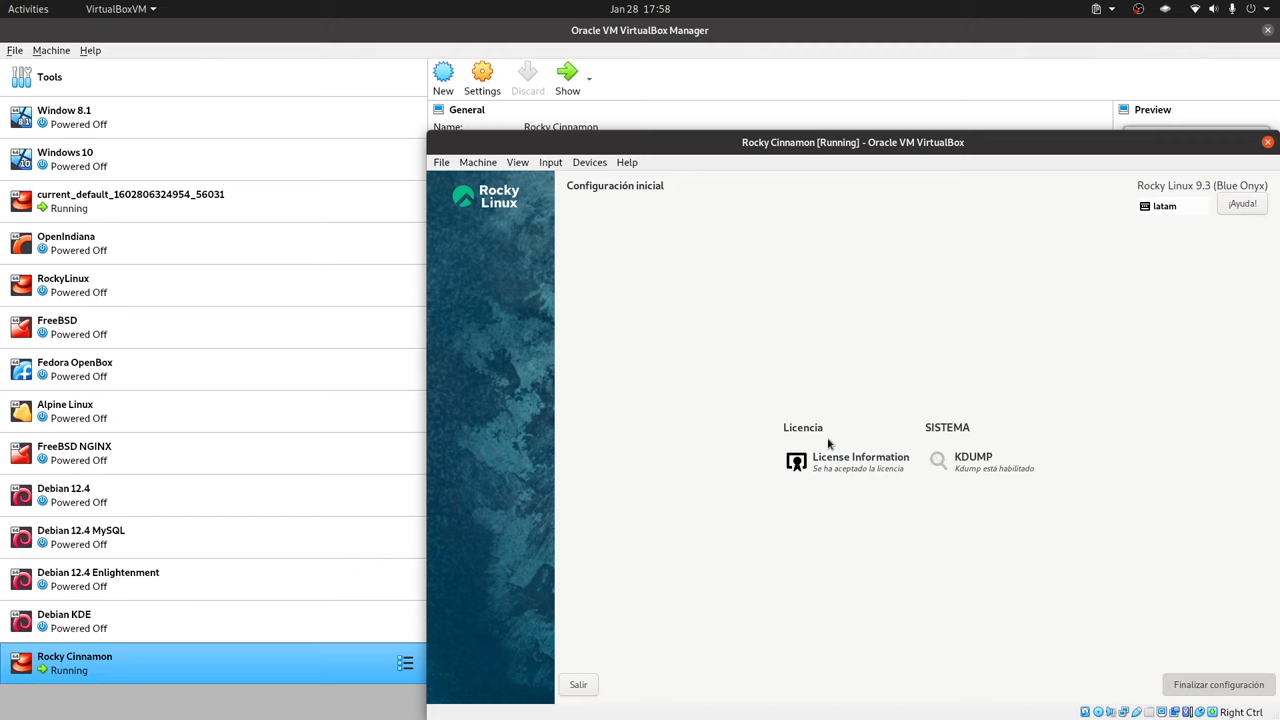 Activities
VirtualBoxVM
Jan 28 17:58
Oracle VM VirtualBox Manager
File Machine Help
Tools
New
Settings
Discard
Show
General
Name: Rocky Cinnamon
Preview
Window 8.1
Powered Off
Windows 10
Powered Off
current_default_1602806324954_56031
Running
OpenIndiana
Powered Off
RockyLinux
Powered Off
FreeBSD
Powered Off
Fedora OpenBox
Powered Off
Alpine Linux
Powered Off
FreeBSD NGINX
Powered Off
Debian 12.4
Powered Off
Debian 12.4 MySQL
Powered Off
Debian 12.4 Enlightenment
Powered Off
Debian KDE
Powered Off
Rocky Cinnamon
Running
Rocky Cinnamon [Running] - Oracle VM VirtualBox
File Machine View Input Devices Help
Rocky
Linux
Configuración inicial
Rocky Linux 9.3 (Blue Onyx)
latam
¡Ayuda!
Licencia
License Information
Se ha aceptado la licencia
SISTEMA
KDUMP
Kdump está habilitado
Salir
Finalizar configuración
Right Ctrl